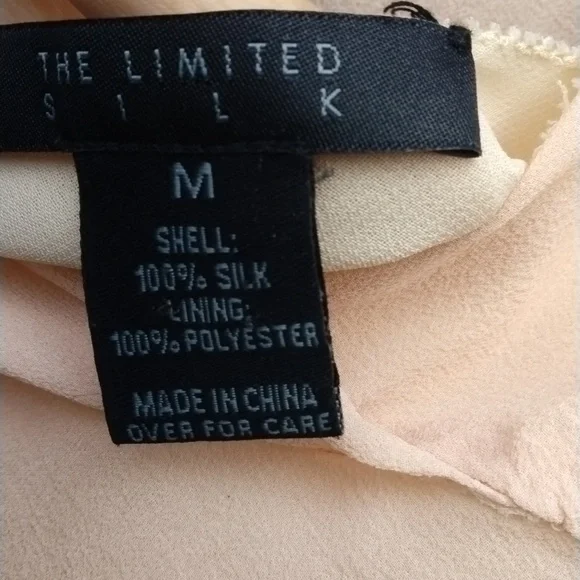 THE LIMITED
SILK
M
SHELL:
100% SILK
LINING:
100% POLYESTER
MADE IN CHINA
OVER FOR CARE